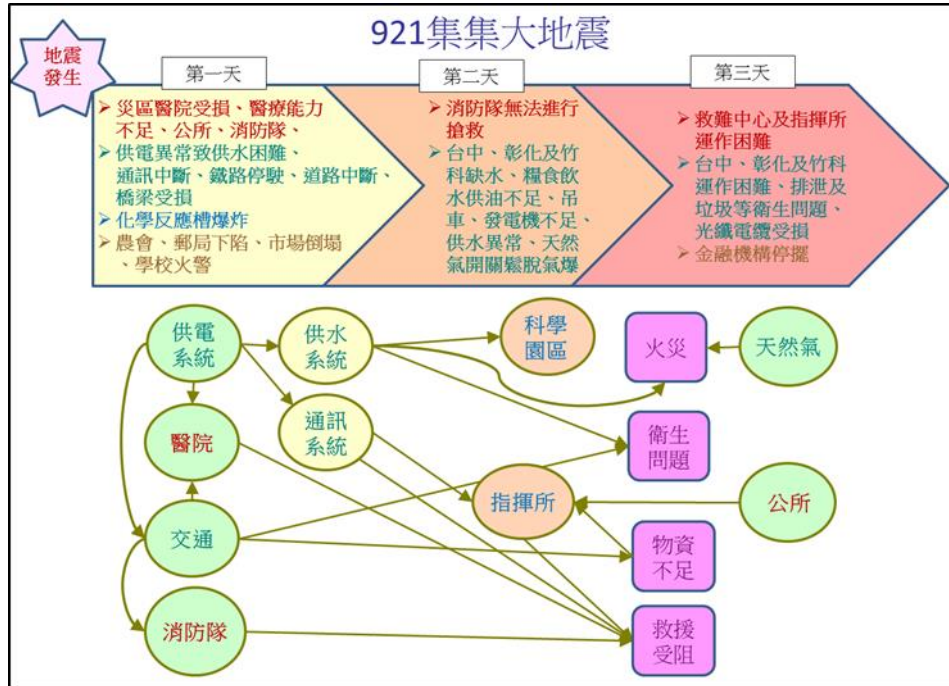 921集集大地震
地震
發生
第一天
第二天
第三天
➢ 災區醫院受損、醫療能力
不足、公所、消防隊、
➢ 供電異常致供水困難、
通訊中斷、鐵路停駛、道路中斷、
橋梁受損
➢ 化學反應槽爆炸
➢ 農會、郵局下陷、市場倒塌
、學校火警
➢ 消防隊無法進行
搶救
➢ 台中、彰化及竹
科缺水、糧食飲
水供油不足、吊
車、發電機不足、
供水異常、天然
氣開關鬆脫氣爆
➢ 救難中心及指揮所
運作困難
➢ 台中、彰化及竹科
運作困難、排泄及
垃圾等衛生問題、
光纖電纜受損
➢ 金融機構停擺
供電
系統
供水
系統
科學
園區
火災
天然氣
醫院
通訊
系統
衛生
問題
指揮所
公所
交通
物資
不足
消防隊
救援
受阻